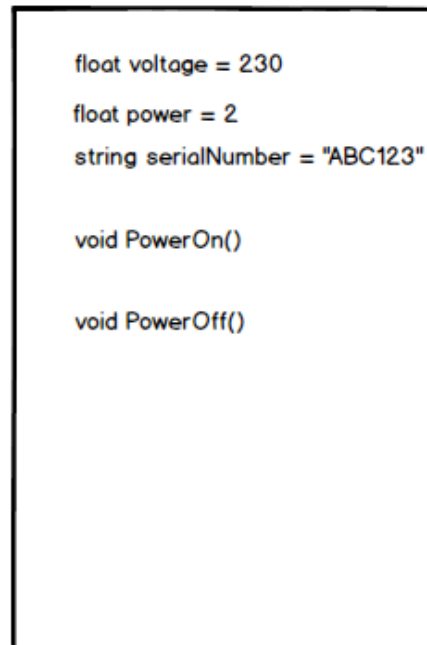 float voltage = 230
float power = 2
string serialNumber = "ABC123"
void PowerOn()
void PowerOff()